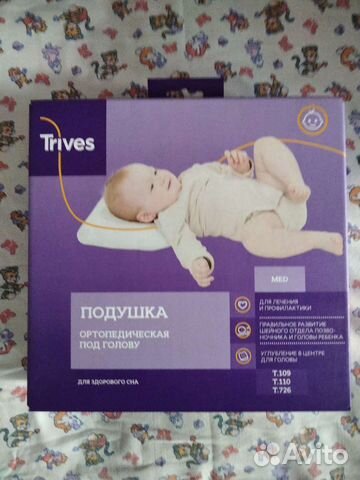 Trives
MED
ПОДУШКА
ОРТОПЕДИЧЕСКАЯ
ПОД ГОЛОВУ
ДЛЯ ЗДОРОВОГО СНА
ДЛЯ ЛЕЧЕНИЯ
И ПРОФИЛАКТИКИ
ПРАВИЛЬНОЕ РАЗВИТИЕ
ШЕЙНОГО ОТДЕЛА ПОЗВО-
НОЧНИКА И ГОЛОВЫ РЕБЕНКА
УГЛУБЛЕНИЕ В ЦЕНТРЕ
ДЛЯ ГОЛОВЫ
Т.109
Т.110
Т.726
Avito